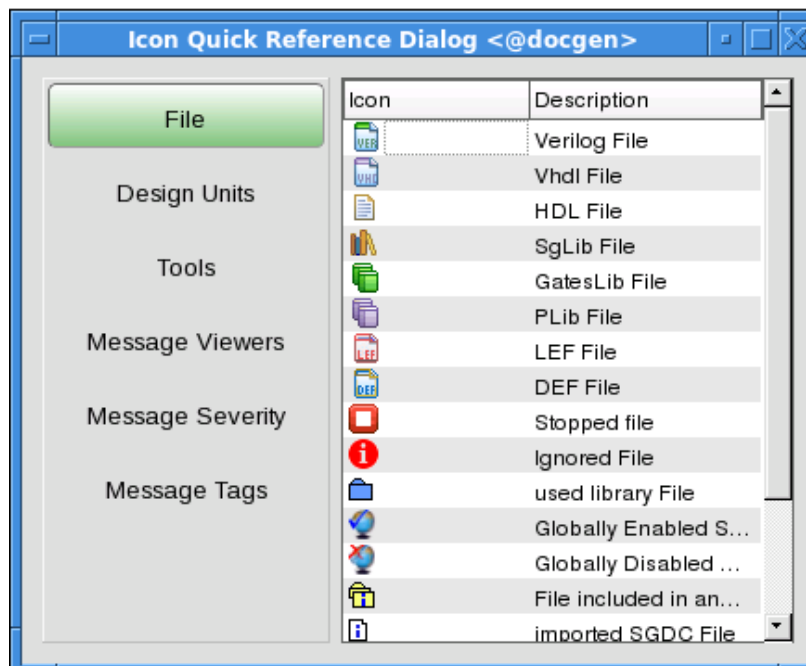 Icon Quick Reference Dialog <@docgen>
File
Design Units
Tools
Message Viewers
Message Severity
Message Tags
Icon Description
VER Verilog File
VHD Vhdl File
HDL File
SgLib File
GatesLib File
PLib File
LEF LEF File
DEF DEF File
Stopped file
i Ignored File
used library File
Globally Enabled S...
Globally Disabled ...
i File included in an...
i imported SGDC File